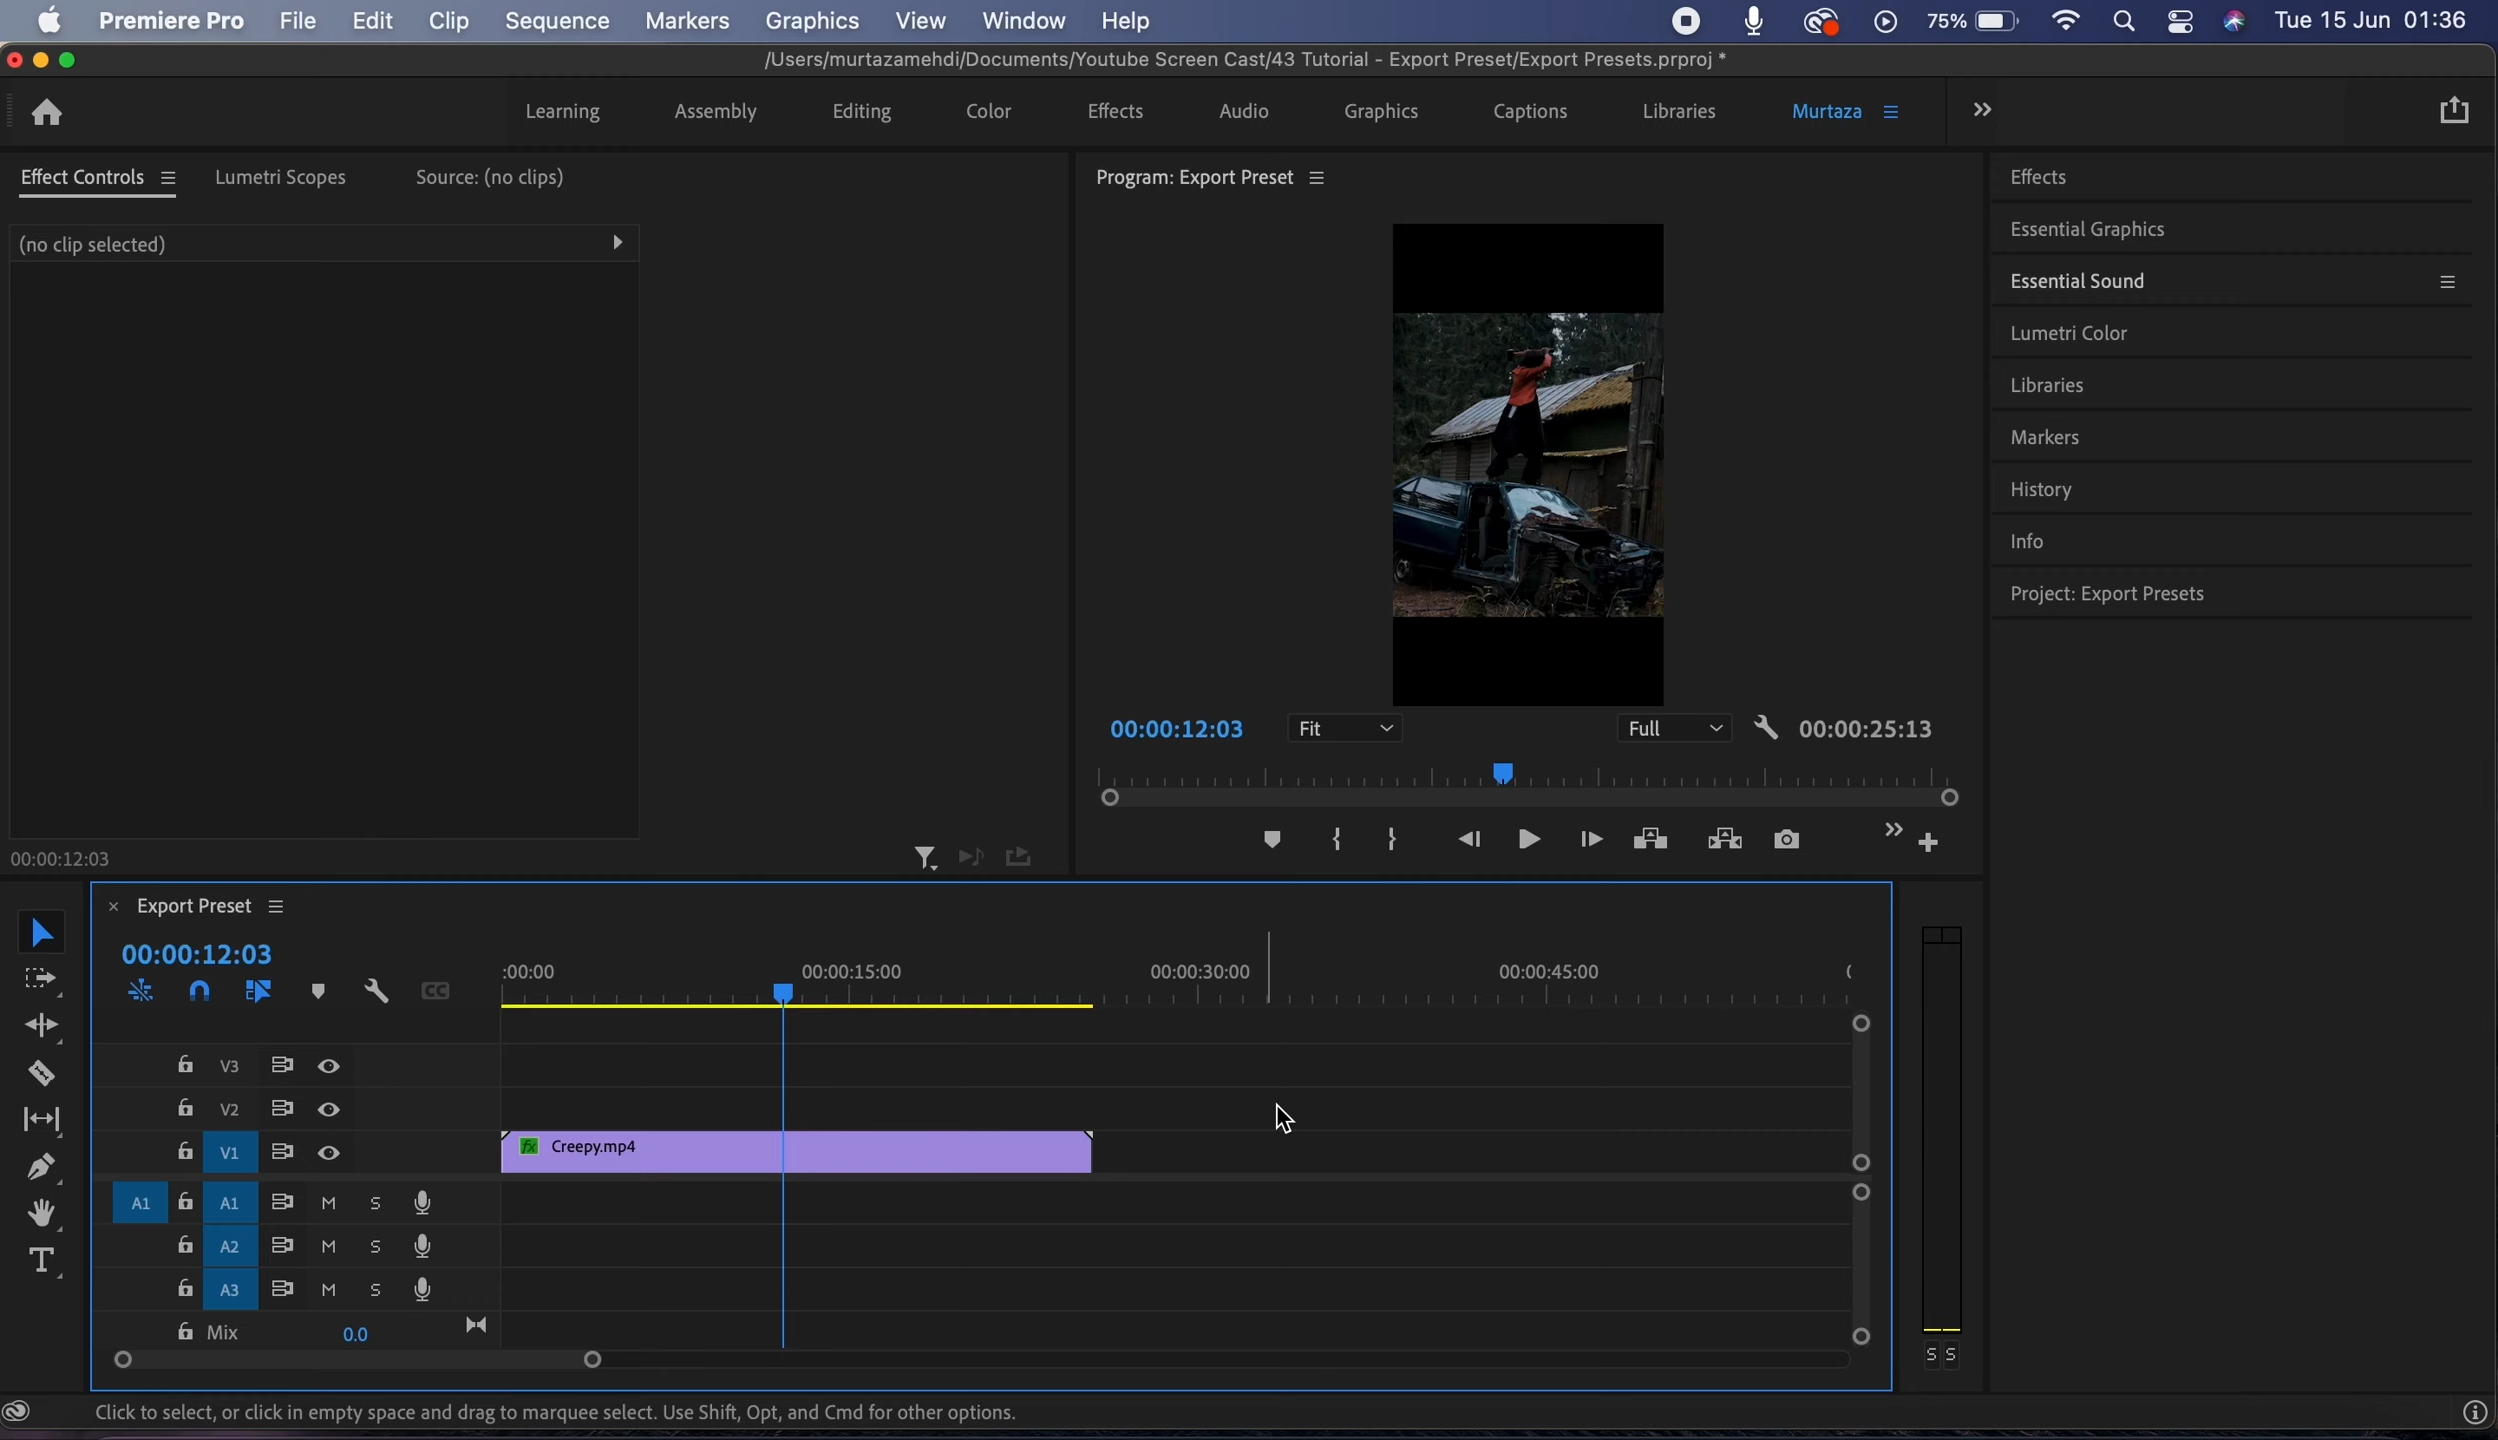 Premiere Pro File Edit Clip Sequence Markers Graphics View Window Help 75% Tue 15 Jun 01:36
/Users/murtazamehdi/Documents/Youtube Screen Cast/43 Tutorial - Export Preset/Export Presets.prproj *
Learning Assembly Editing Color Effects Audio Graphics Captions Libraries Murtaza
Effect Controls Lumetri Scopes Source: (no clips)
(no clip selected)
00:00:12:03
Program: Export Preset
00:00:12:03 Fit Full 00:00:25:13
Effects
Essential Graphics
Essential Sound
Lumetri Color
Libraries
Markers
History
Info
Project: Export Presets
× Export Preset
00:00:12:03
:00:00 00:00:15:00 00:00:30:00 00:00:45:00
CC
V3
V2
V1 fx Creepy.mp4
A1 A1 M S
A2 M S
A3 M S
Mix 0.0
S S
Click to select, or click in empty space and drag to marquee select. Use Shift, Opt, and Cmd for other options.